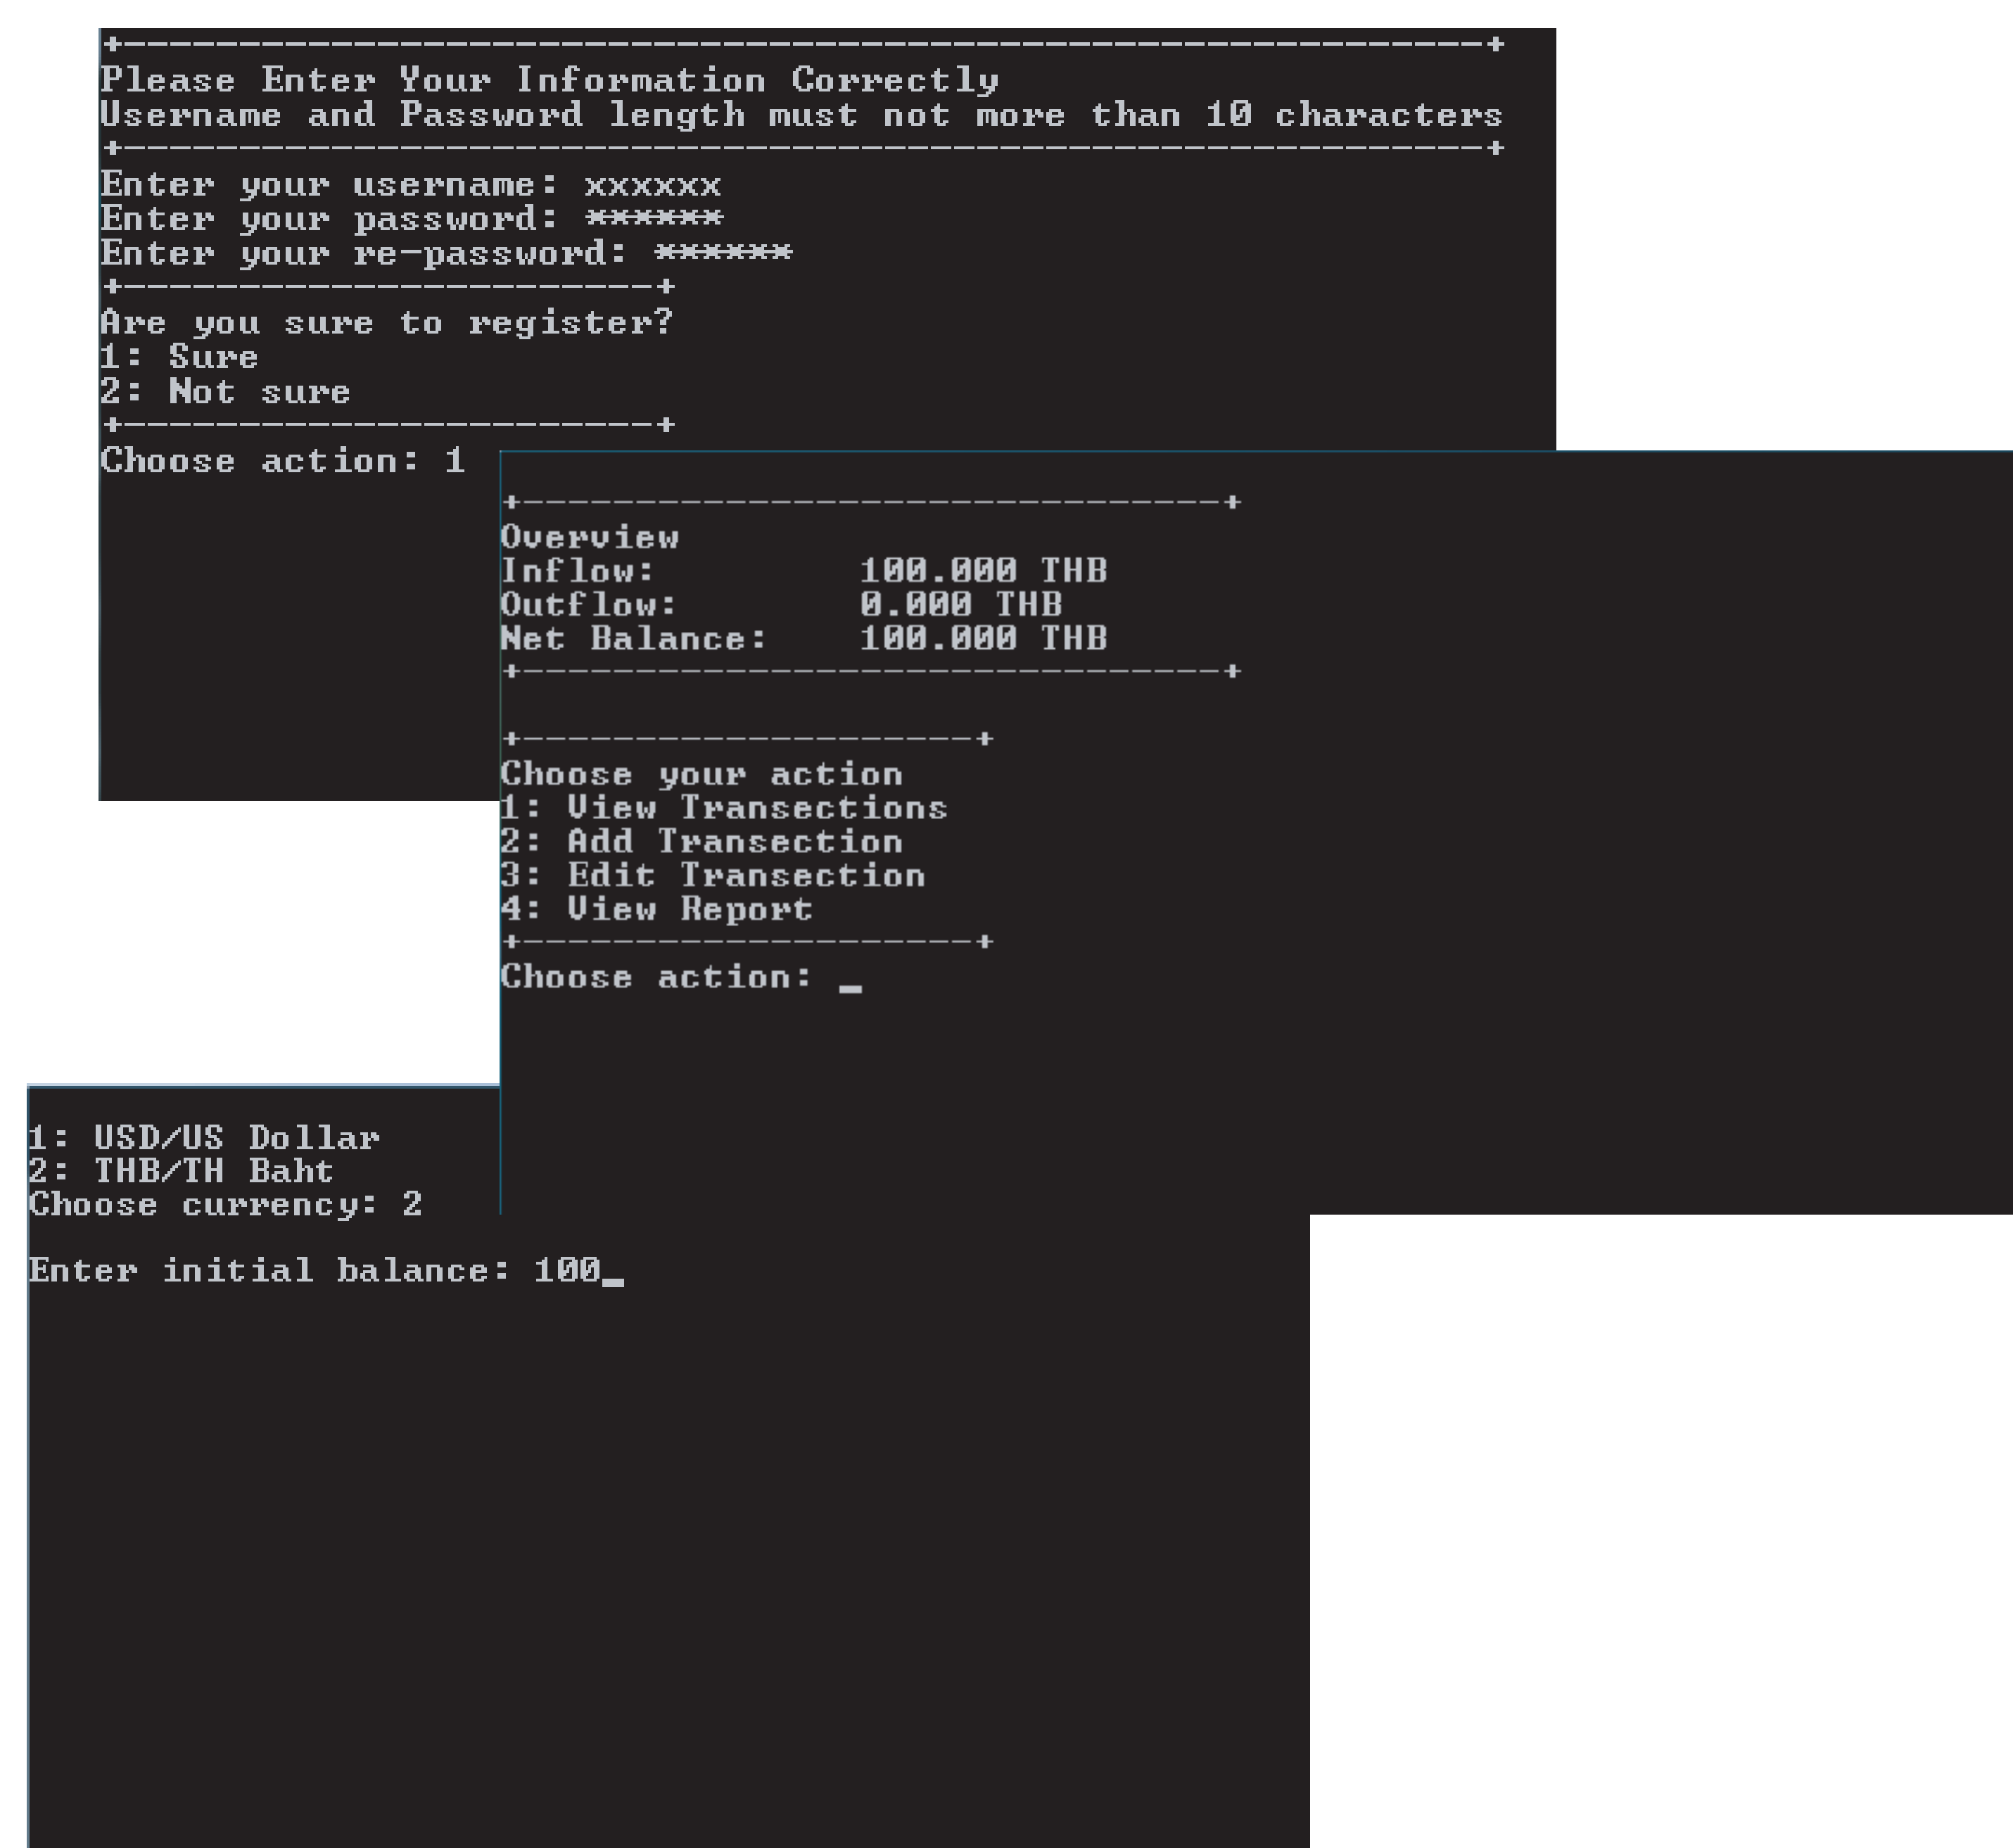 +-----------------------------------------------------------+
Please Enter Your Information Correctly
Username and Password length must not more than 10 characters
+-----------------------------------------------------------+
Enter your username: xxxxxx
Enter your password: ******
Enter your re-password: ******
+-----------------------+
Are you sure to register?
1: Sure
2: Not sure
+-----------------------+
Choose action: 1
+-------------------------------+
Overview
Inflow: 100.000 THB
Outflow: 0.000 THB
Net Balance: 100.000 THB
+-------------------------------+
+--------------------+
Choose your action
1: View Transections
2: Add Transection
3: Edit Transection
4: View Report
+--------------------+
Choose action: _
1: USD/US Dollar
2: THB/TH Baht
Choose currency: 2
Enter initial balance: 100_